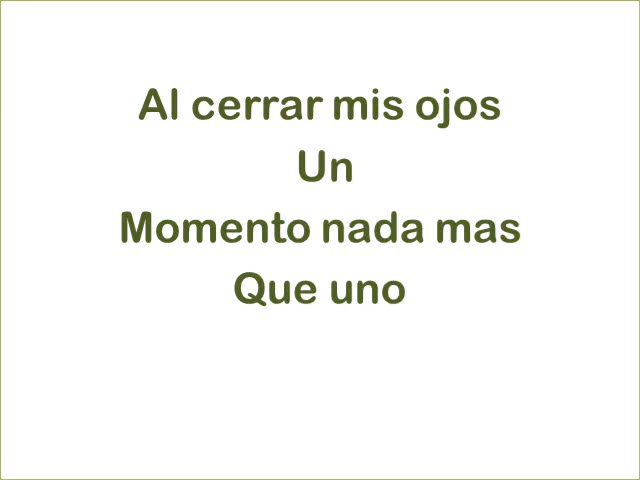 Al cerrar mis ojos
Un
Momento nada mas
Que uno